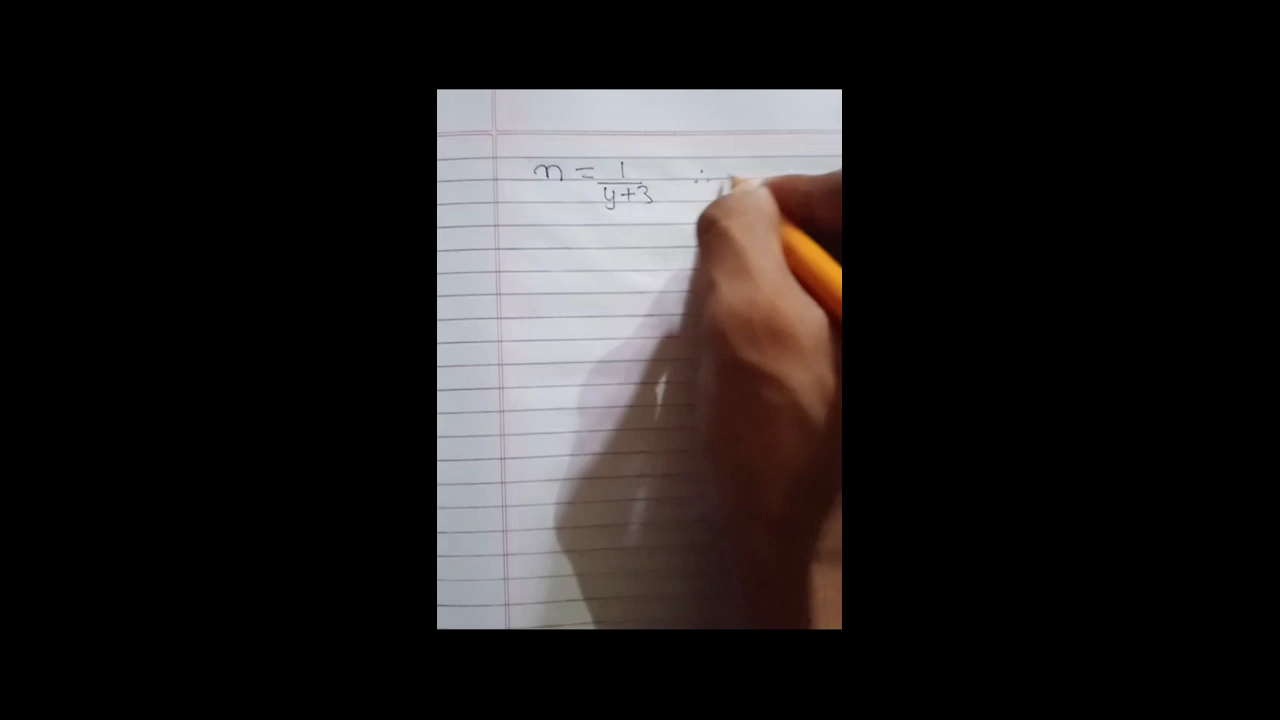 n = 1/(y+3) ∴